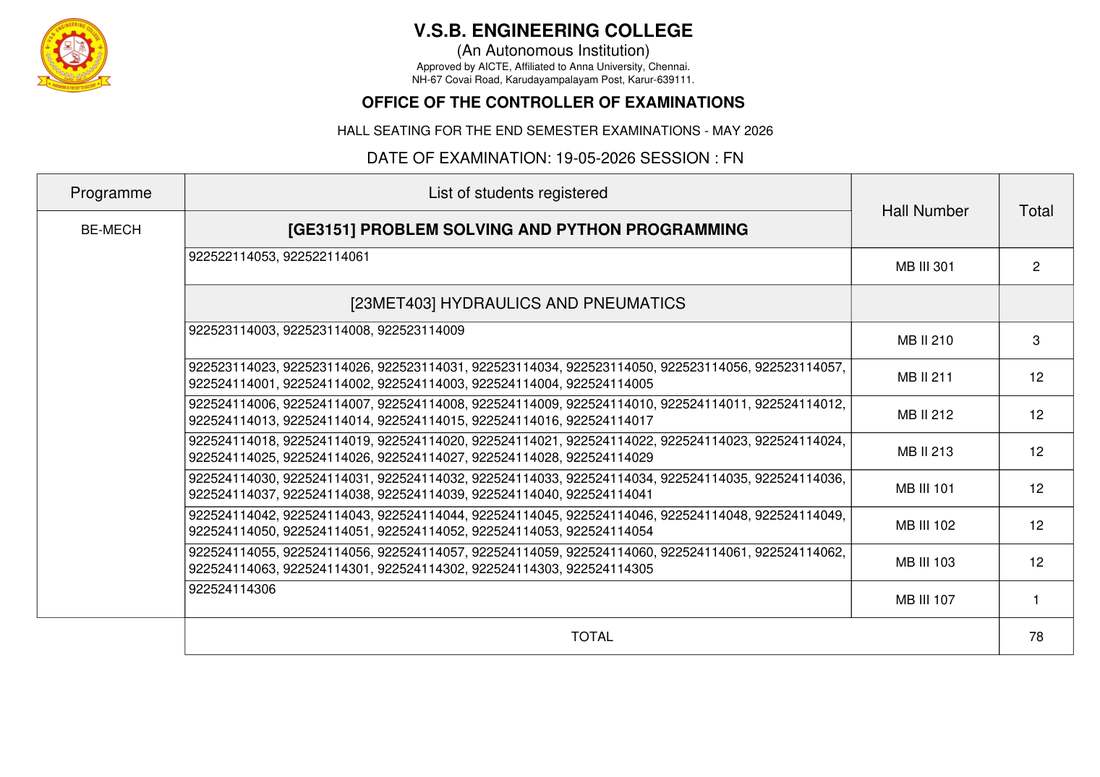 V.S.B. ENGINEERING COLLEGE
(An Autonomous Institution)
Approved by AICTE, Affiliated to Anna University, Chennai.
NH-67 Covai Road, Karudayampalayam Post, Karur-639111.
OFFICE OF THE CONTROLLER OF EXAMINATIONS
HALL SEATING FOR THE END SEMESTER EXAMINATIONS - MAY 2026
DATE OF EXAMINATION: 19-05-2026 SESSION : FN
Programme List of students registered Hall Number Total
BE-MECH [GE3151] PROBLEM SOLVING AND PYTHON PROGRAMMING
922522114053, 922522114061 MB III 301 2
[23MET403] HYDRAULICS AND PNEUMATICS
922523114003, 922523114008, 922523114009 MB II 210 3
922523114023, 922523114026, 922523114031, 922523114034, 922523114050, 922523114056, 922523114057,
922524114001, 922524114002, 922524114003, 922524114004, 922524114005 MB II 211 12
922524114006, 922524114007, 922524114008, 922524114009, 922524114010, 922524114011, 922524114012,
922524114013, 922524114014, 922524114015, 922524114016, 922524114017 MB II 212 12
922524114018, 922524114019, 922524114020, 922524114021, 922524114022, 922524114023, 922524114024,
922524114025, 922524114026, 922524114027, 922524114028, 922524114029 MB II 213 12
922524114030, 922524114031, 922524114032, 922524114033, 922524114034, 922524114035, 922524114036,
922524114037, 922524114038, 922524114039, 922524114040, 922524114041 MB III 101 12
922524114042, 922524114043, 922524114044, 922524114045, 922524114046, 922524114048, 922524114049,
922524114050, 922524114051, 922524114052, 922524114053, 922524114054 MB III 102 12
922524114055, 922524114056, 922524114057, 922524114059, 922524114060, 922524114061, 922524114062,
922524114063, 922524114301, 922524114302, 922524114303, 922524114305 MB III 103 12
922524114306 MB III 107 1
TOTAL 78